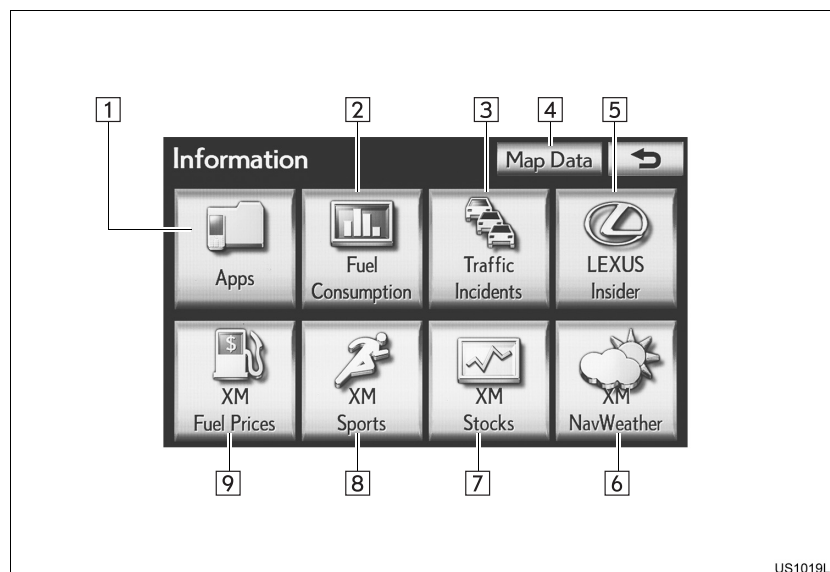 1
2
3
4
5
Information
Map Data
Apps
Fuel
Consumption
Traffic
Incidents
LEXUS
Insider
XM
Fuel Prices
XM
Sports
XM
Stocks
XM
NavWeather
9
8
7
6
US1019L